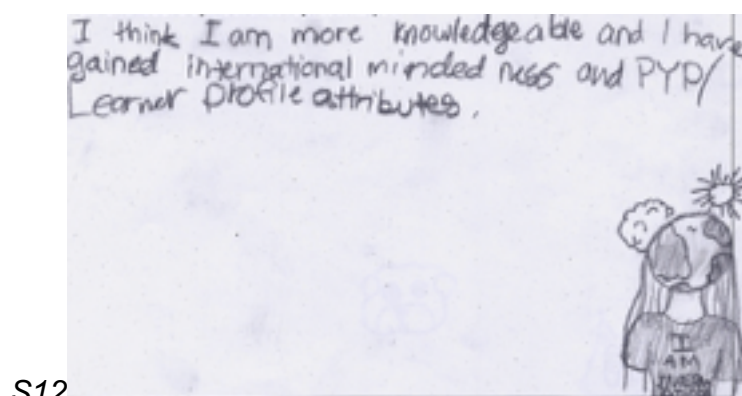 I think I am more knowledgeable and I have
gained international minded ness and PYP/
Learner Profile attributes.
I
AM
S12